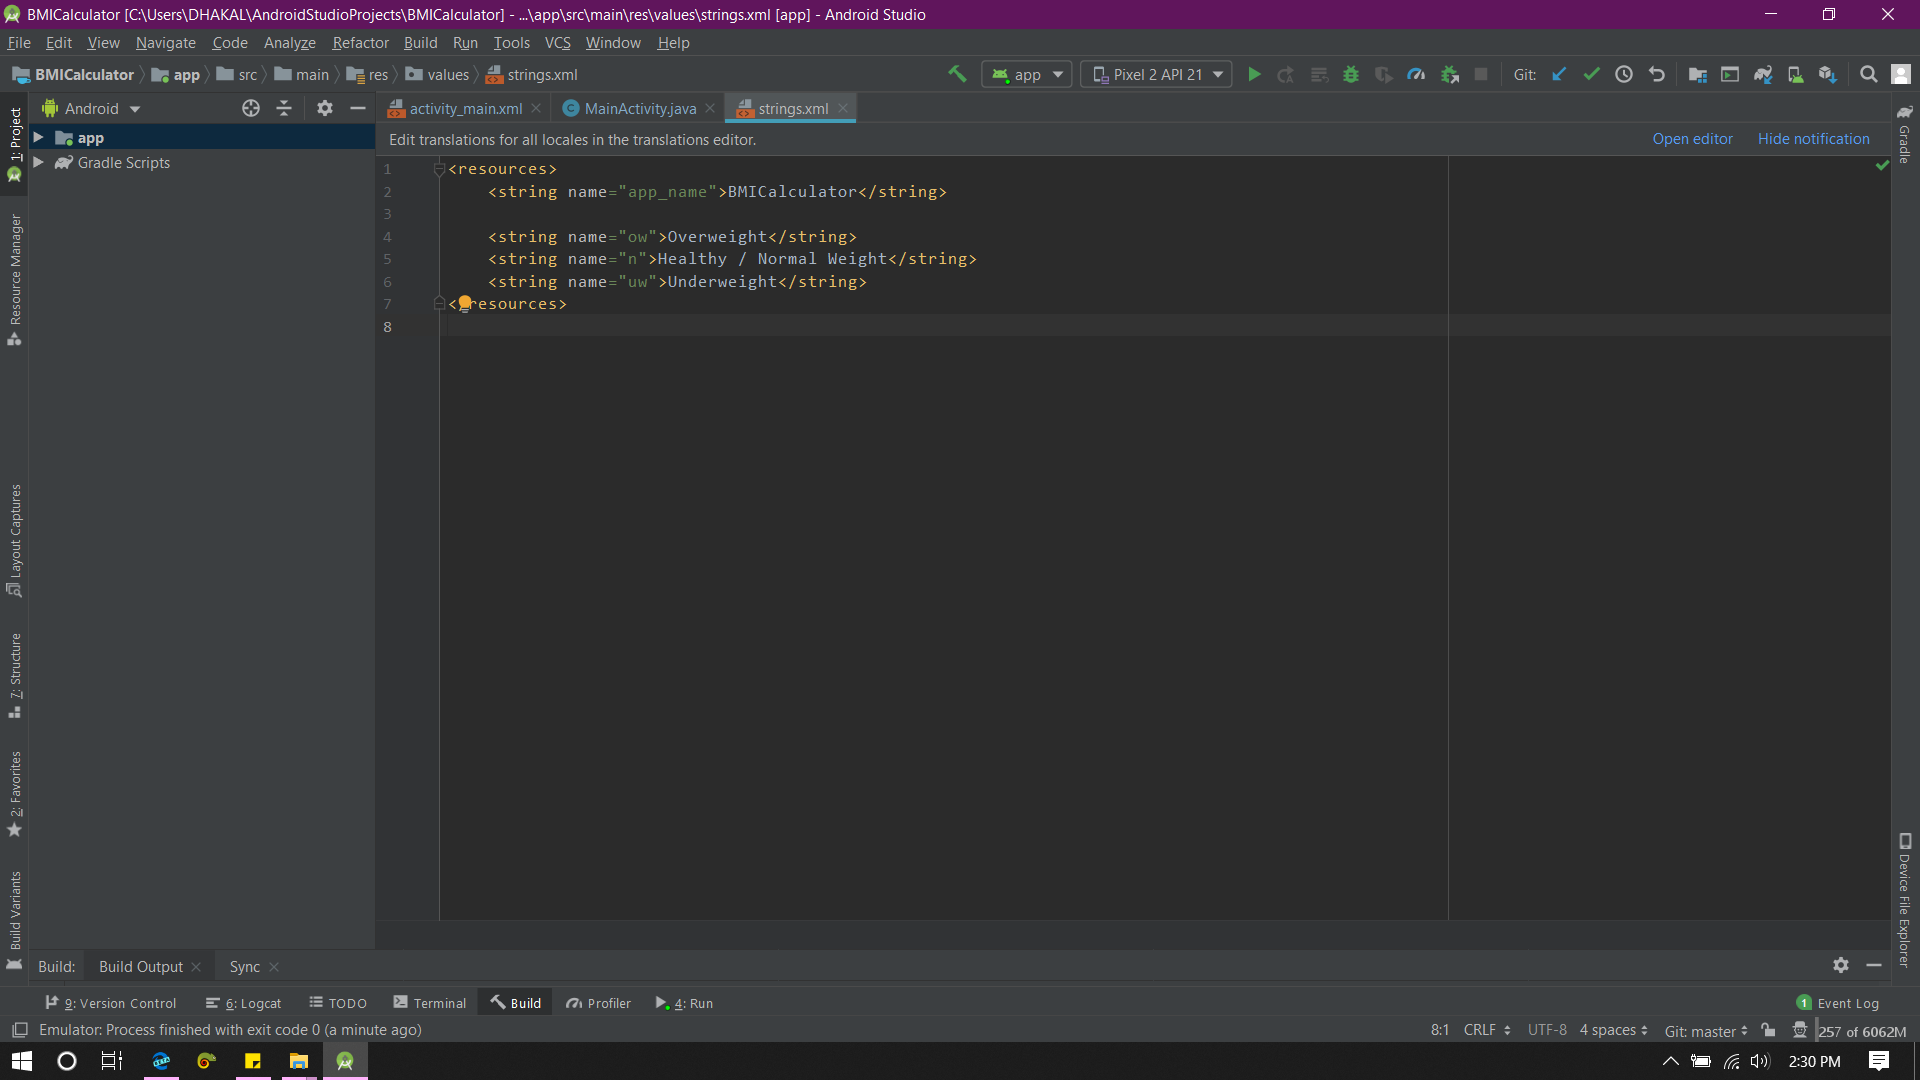 BMICalculator [C:\Users\DHAKAL\AndroidStudioProjects\BMICalculator] - ...\app\src\main\res\values\strings.xml [app] - Android Studio
File Edit View Navigate Code Analyze Refactor Build Run Tools VCS Window Help
BMICalculator app src main res values strings.xml app Pixel 2 API 21 Git:
Android
activity_main.xml MainActivity.java strings.xml
app
Gradle Scripts
Edit translations for all locales in the translations editor. Open editor Hide notification
1 <resources>
2 <string name="app_name">BMICalculator</string>
3
4 <string name="ow">Overweight</string>
5 <string name="n">Healthy / Normal Weight</string>
6 <string name="uw">Underweight</string>
7 <resources>
8
1: Project
Resource Manager
Layout Captures
7: Structure
2: Favorites
Build Variants
Gradle
Device File Explorer
Build: Build Output Sync
9: Version Control 6: Logcat TODO Terminal Build Profiler 4: Run 1 Event Log
Emulator: Process finished with exit code 0 (a minute ago) 8:1 CRLF UTF-8 4 spaces Git: master 257 of 6062M
BETA
2:30 PM